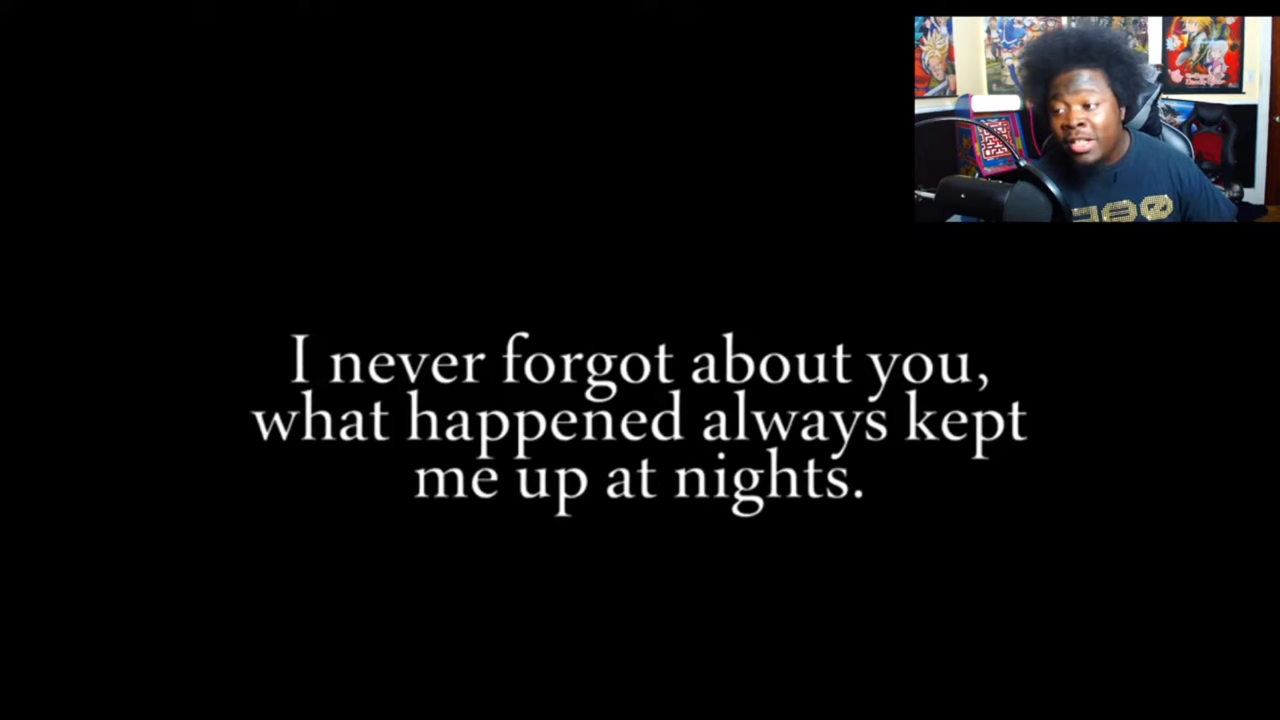 I never forgot about you,
what happened always kept
me up at nights.